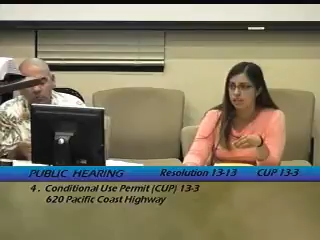 PUBLIC HEARING Resolution 13-13 CUP 13-3
4. Conditional Use Permit (CUP) 13-3
620 Pacific Coast Highway